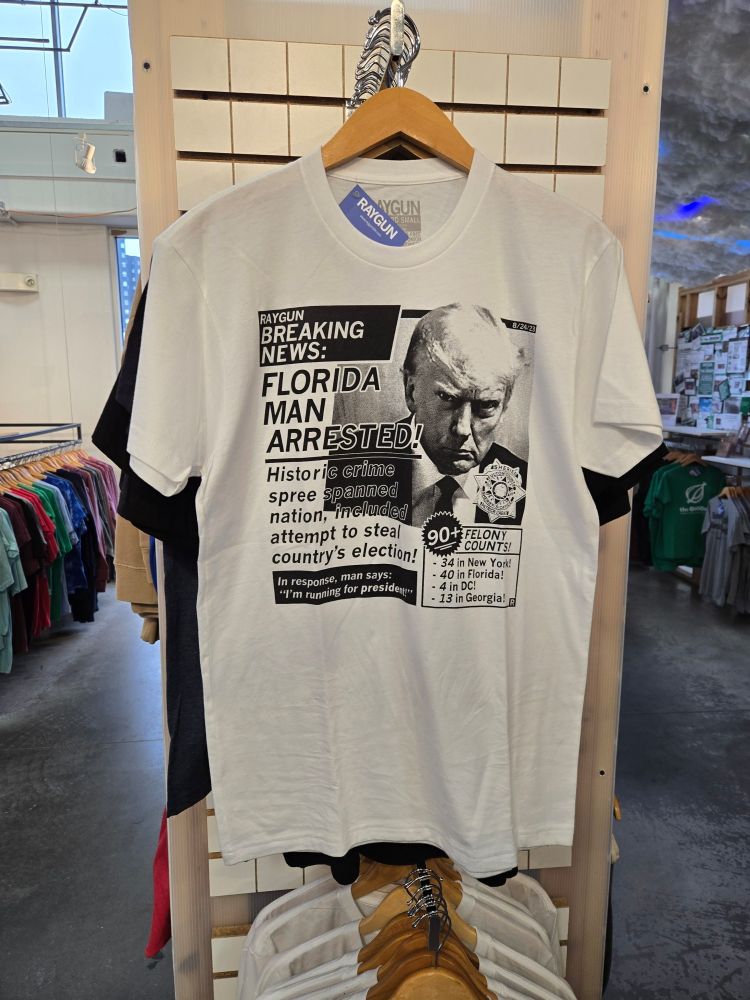 RAYGUN
RAYGUN
SMALL
RAYGUN
BREAKING
NEWS:
8/24/23
FLORIDA
MAN
ARRESTED!
Historic crime
spree spanned
nation, included
attempt to steal
country's election!
In response, man says:
"I'm running for president!"
90+
FELONY
COUNTS!
- 34 in New York!
- 40 in Florida!
- 4 in DC!
- 13 in Georgia!
R